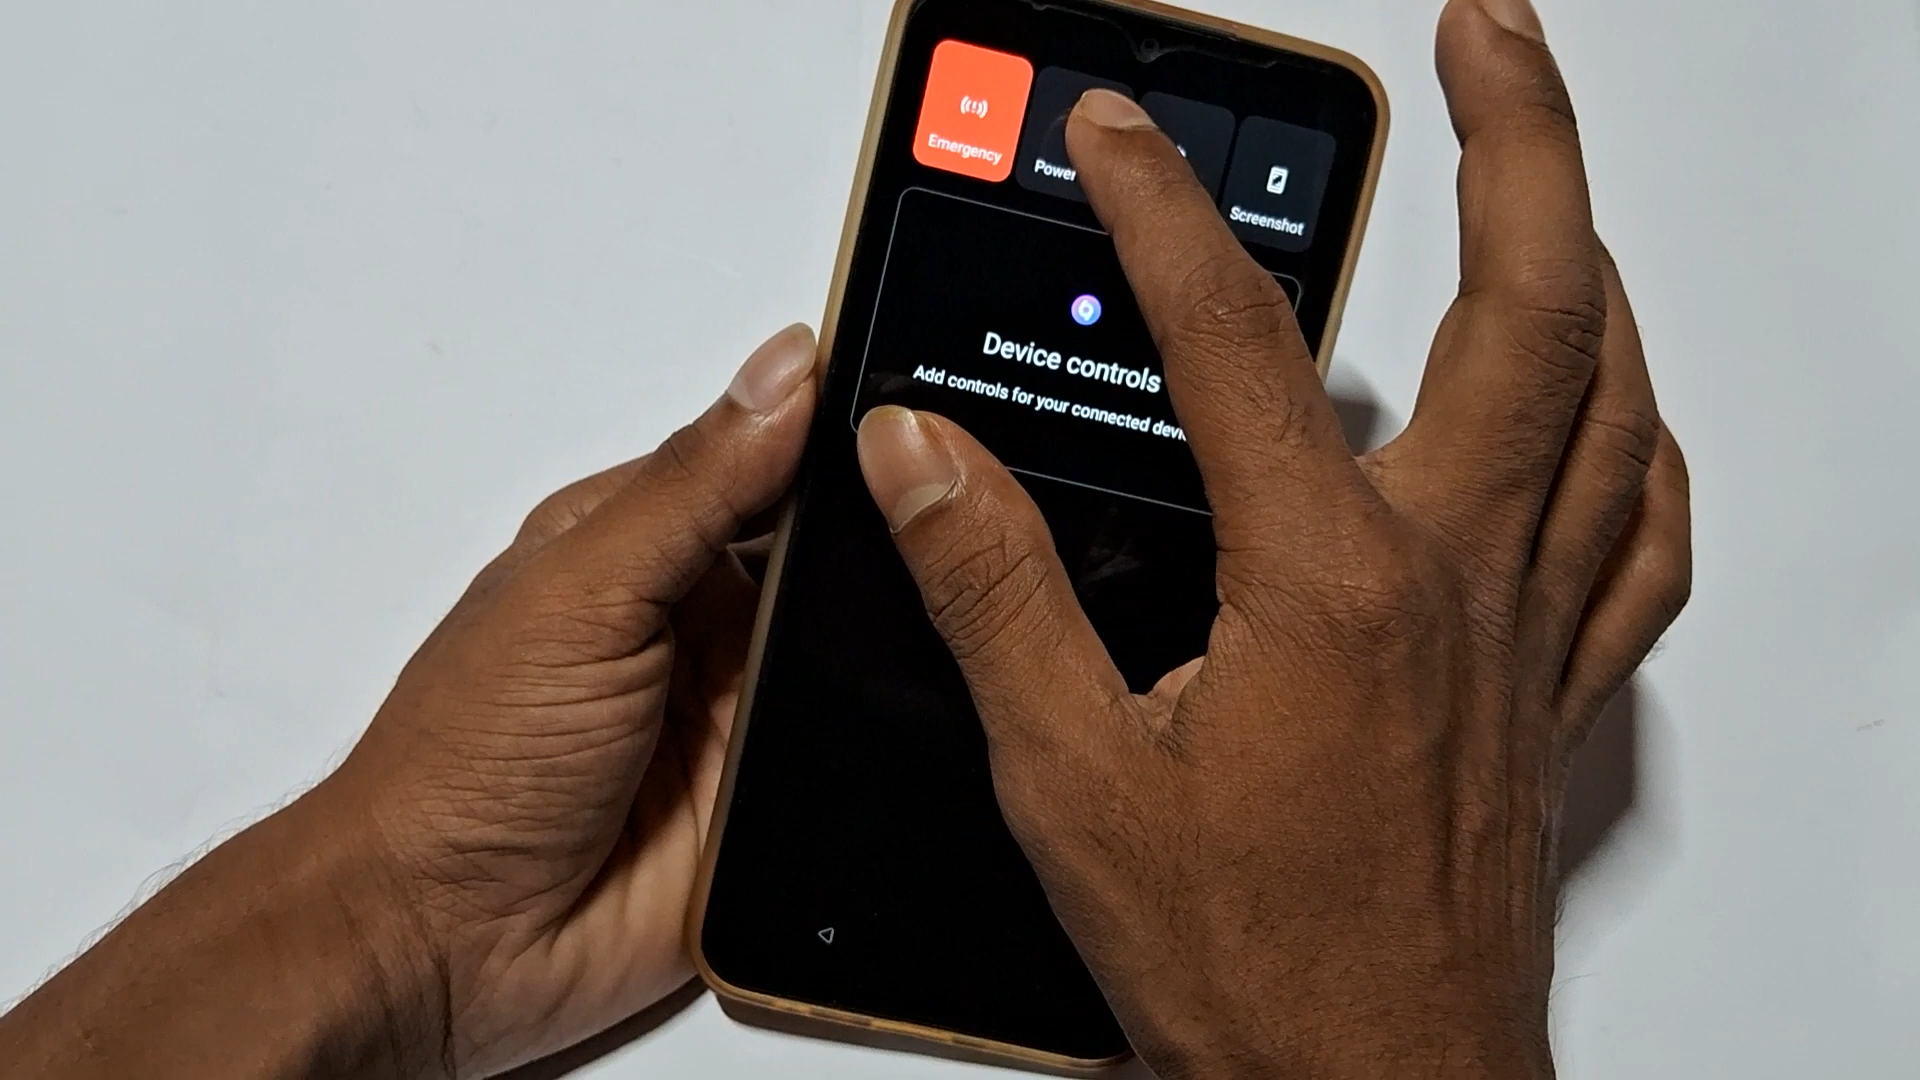 Emergency
Power
Screenshot
Device controls
Add controls for your connected